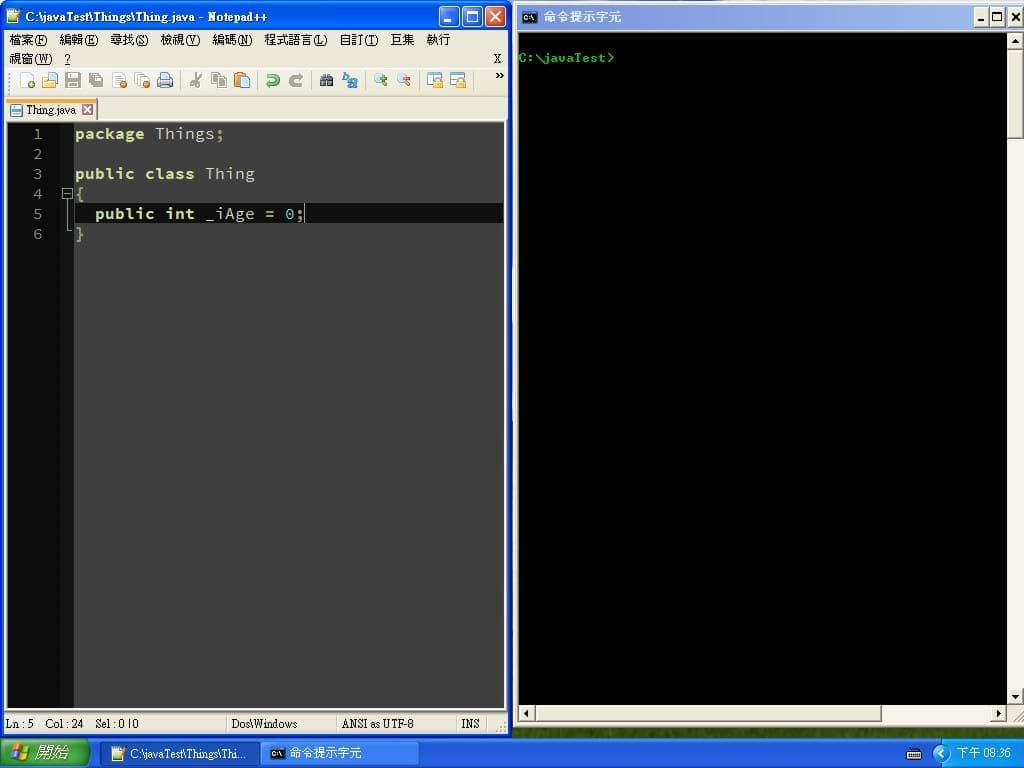 C:\javaTest\Things\Thing.java - Notepad++
檔案(F) 編輯(E) 尋找(S) 檢視(V) 編碼(N) 程式語言(L) 自訂(T) 巨集 執行
視窗(W) ? X
Thing.java
1 package Things;
2
3 public class Thing
4 {
5 public int _iAge = 0;
6 }
Ln : 5 Col : 24 Sel : 0 | 0 Dos\Windows ANSI as UTF-8 INS
命令提示字元
C:\javaTest>
開始 C:\javaTest\Things\Thi... 命令提示字元 下午 08:36